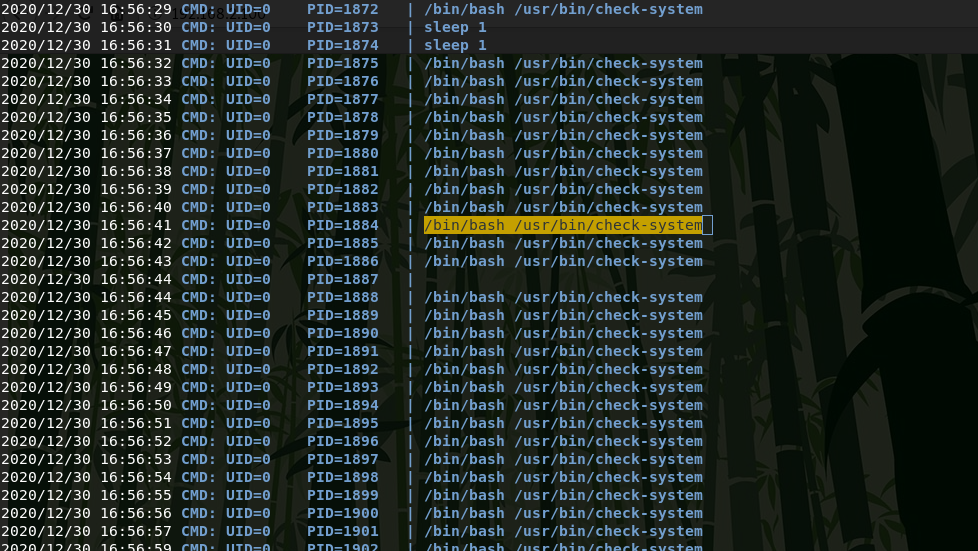 2020/12/30 16:56:29 CMD: UID=0    PID=1872   | /bin/bash /usr/bin/check-system
2020/12/30 16:56:30 CMD: UID=0    PID=1873   | sleep 1
2020/12/30 16:56:31 CMD: UID=0    PID=1874   | sleep 1
2020/12/30 16:56:32 CMD: UID=0    PID=1875   | /bin/bash /usr/bin/check-system
2020/12/30 16:56:33 CMD: UID=0    PID=1876   | /bin/bash /usr/bin/check-system
2020/12/30 16:56:34 CMD: UID=0    PID=1877   | /bin/bash /usr/bin/check-system
2020/12/30 16:56:35 CMD: UID=0    PID=1878   | /bin/bash /usr/bin/check-system
2020/12/30 16:56:36 CMD: UID=0    PID=1879   | /bin/bash /usr/bin/check-system
2020/12/30 16:56:37 CMD: UID=0    PID=1880   | /bin/bash /usr/bin/check-system
2020/12/30 16:56:38 CMD: UID=0    PID=1881   | /bin/bash /usr/bin/check-system
2020/12/30 16:56:39 CMD: UID=0    PID=1882   | /bin/bash /usr/bin/check-system
2020/12/30 16:56:40 CMD: UID=0    PID=1883   | /bin/bash /usr/bin/check-system
2020/12/30 16:56:41 CMD: UID=0    PID=1884   | /bin/bash /usr/bin/check-system
2020/12/30 16:56:42 CMD: UID=0    PID=1885   | /bin/bash /usr/bin/check-system
2020/12/30 16:56:43 CMD: UID=0    PID=1886   | /bin/bash /usr/bin/check-system
2020/12/30 16:56:44 CMD: UID=0    PID=1887   |
2020/12/30 16:56:44 CMD: UID=0    PID=1888   | /bin/bash /usr/bin/check-system
2020/12/30 16:56:45 CMD: UID=0    PID=1889   | /bin/bash /usr/bin/check-system
2020/12/30 16:56:46 CMD: UID=0    PID=1890   | /bin/bash /usr/bin/check-system
2020/12/30 16:56:47 CMD: UID=0    PID=1891   | /bin/bash /usr/bin/check-system
2020/12/30 16:56:48 CMD: UID=0    PID=1892   | /bin/bash /usr/bin/check-system
2020/12/30 16:56:49 CMD: UID=0    PID=1893   | /bin/bash /usr/bin/check-system
2020/12/30 16:56:50 CMD: UID=0    PID=1894   | /bin/bash /usr/bin/check-system
2020/12/30 16:56:51 CMD: UID=0    PID=1895   | /bin/bash /usr/bin/check-system
2020/12/30 16:56:52 CMD: UID=0    PID=1896   | /bin/bash /usr/bin/check-system
2020/12/30 16:56:53 CMD: UID=0    PID=1897   | /bin/bash /usr/bin/check-system
2020/12/30 16:56:54 CMD: UID=0    PID=1898   | /bin/bash /usr/bin/check-system
2020/12/30 16:56:55 CMD: UID=0    PID=1899   | /bin/bash /usr/bin/check-system
2020/12/30 16:56:56 CMD: UID=0    PID=1900   | /bin/bash /usr/bin/check-system
2020/12/30 16:56:57 CMD: UID=0    PID=1901   | /bin/bash /usr/bin/check-system
2020/12/30 16:56:59 CMD: UID=0    PID=1902   | /bin/bash /usr/bin/check-system